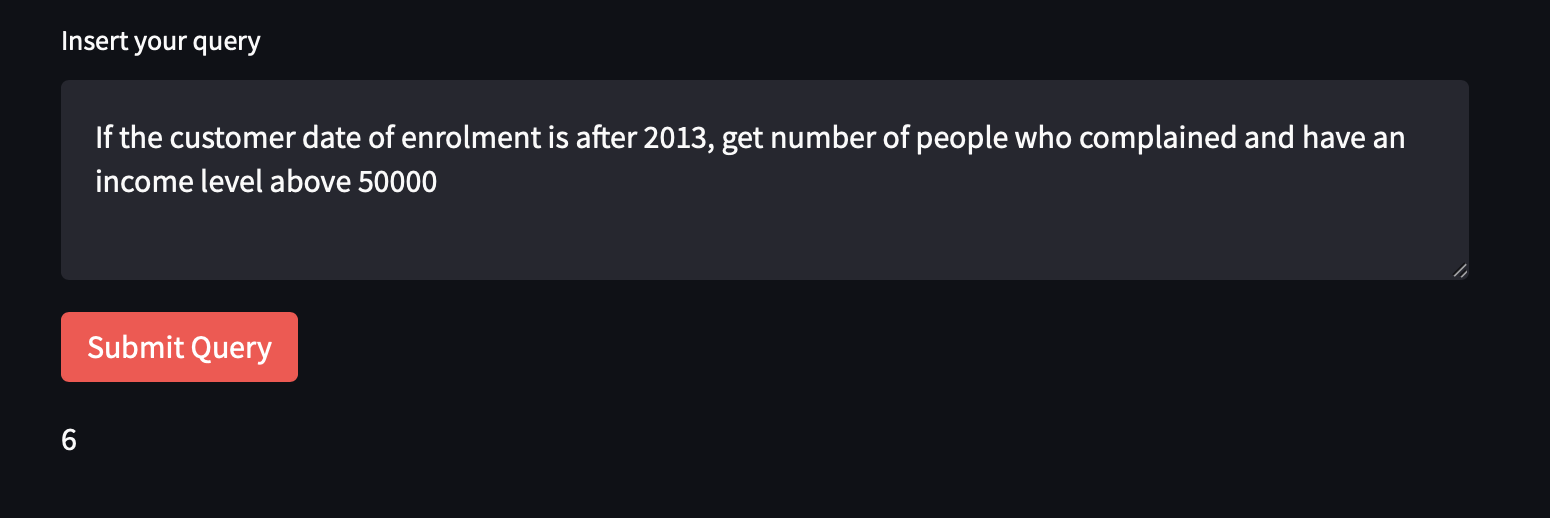 Insert your query
If the customer date of enrolment is after 2013, get number of people who complained and have an
income level above 50000
Submit Query
6